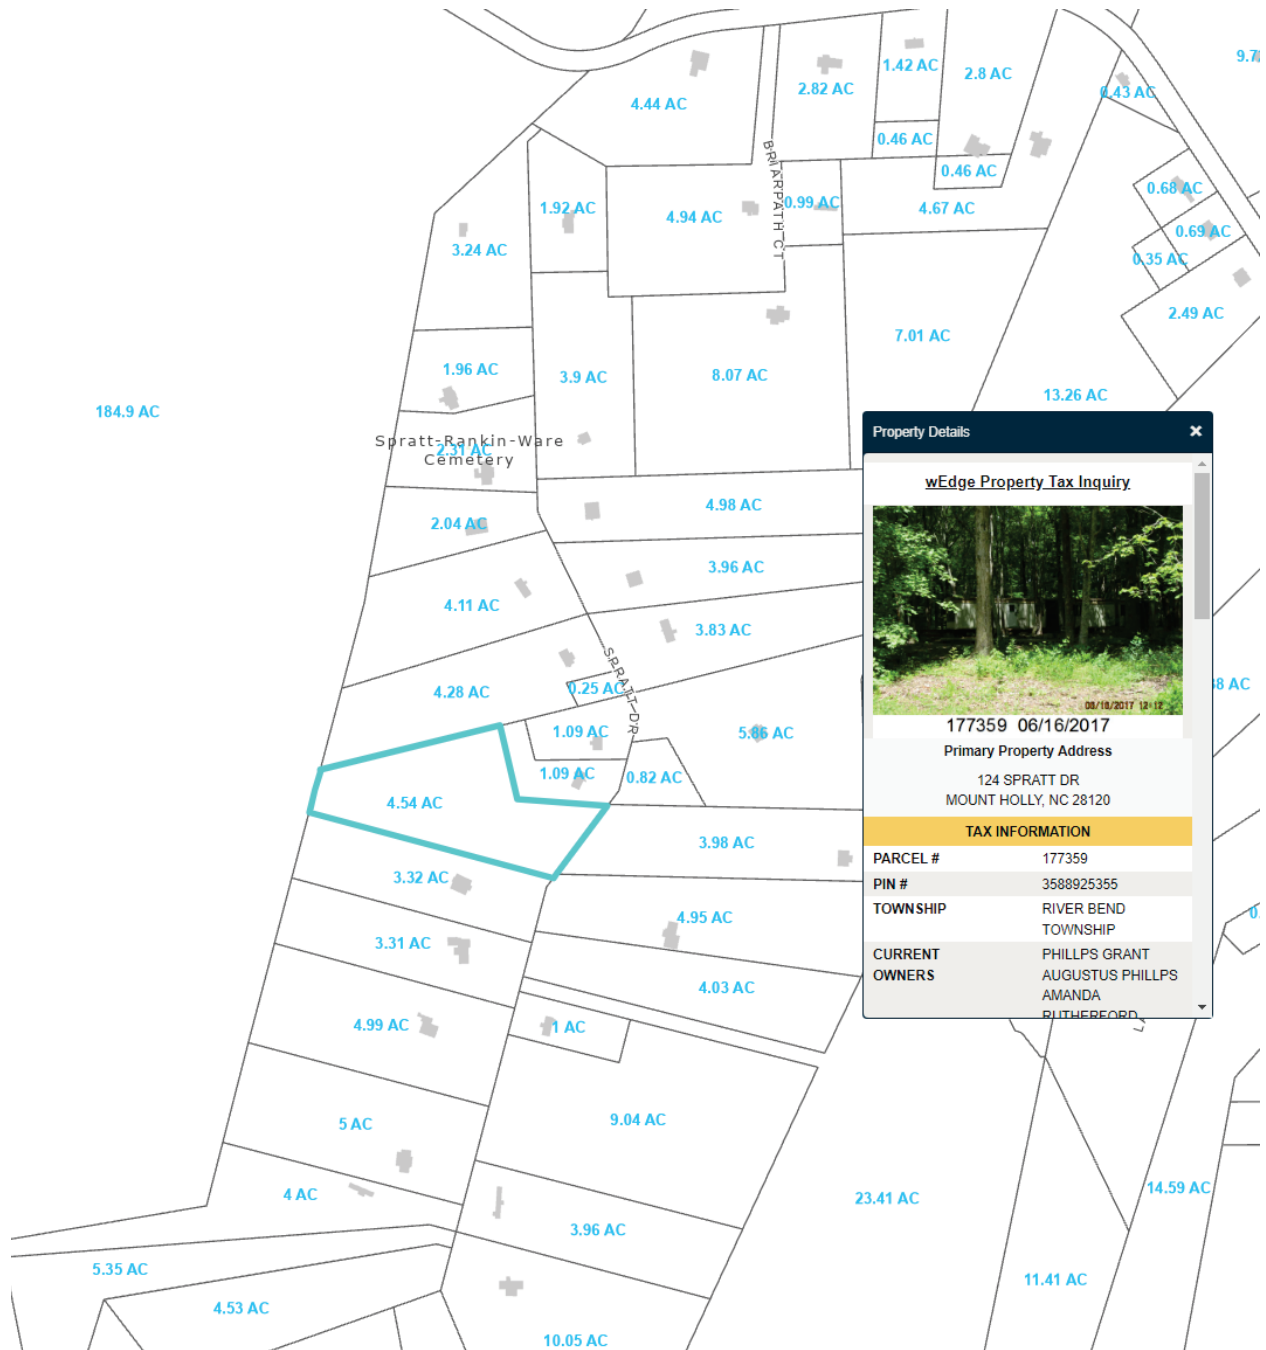 9.7
1.42 AC
2.8 AC
2.82 AC
0.43 AC
4.44 AC
0.46 AC
BRIARPATH CT
0.46 AC
0.68 AC
1.92 AC
4.94 AC
0.99 AC
4.67 AC
0.69 AC
3.24 AC
0.35 AC
2.49 AC
7.01 AC
1.96 AC
3.9 AC
8.07 AC
13.26 AC
184.9 AC
Spratt-Rankin-Ware
Cemetery
2.31 AC
4.98 AC
2.04 AC
3.96 AC
4.11 AC
3.83 AC
SPRATT DR
4.28 AC
0.25 AC
38 AC
1.09 AC
5.86 AC
1.09 AC
0.82 AC
4.54 AC
3.98 AC
3.32 AC
4.95 AC
3.31 AC
4.03 AC
4.99 AC
1 AC
9.04 AC
5 AC
4 AC
3.96 AC
23.41 AC
14.59 AC
5.35 AC
11.41 AC
4.53 AC
10.05 AC
Property Details
×
wEdge Property Tax Inquiry
06/16/2017 12:12
177359 06/16/2017
Primary Property Address
124 SPRATT DR
MOUNT HOLLY, NC 28120
TAX INFORMATION
PARCEL # 177359
PIN # 3588925355
TOWNSHIP RIVER BEND
TOWNSHIP
CURRENT PHILLPS GRANT
OWNERS AUGUSTUS PHILLPS
AMANDA
RUTHERFORD